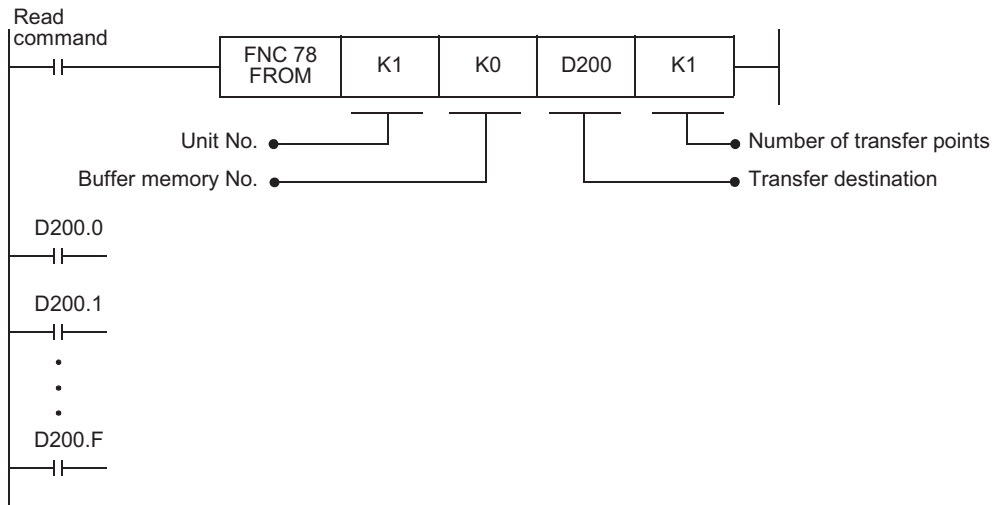 Read
command
FNC 78
FROM
K1
K0
D200
K1
Unit No.
Number of transfer points
Buffer memory No.
Transfer destination
D200.0
D200.1
D200.F